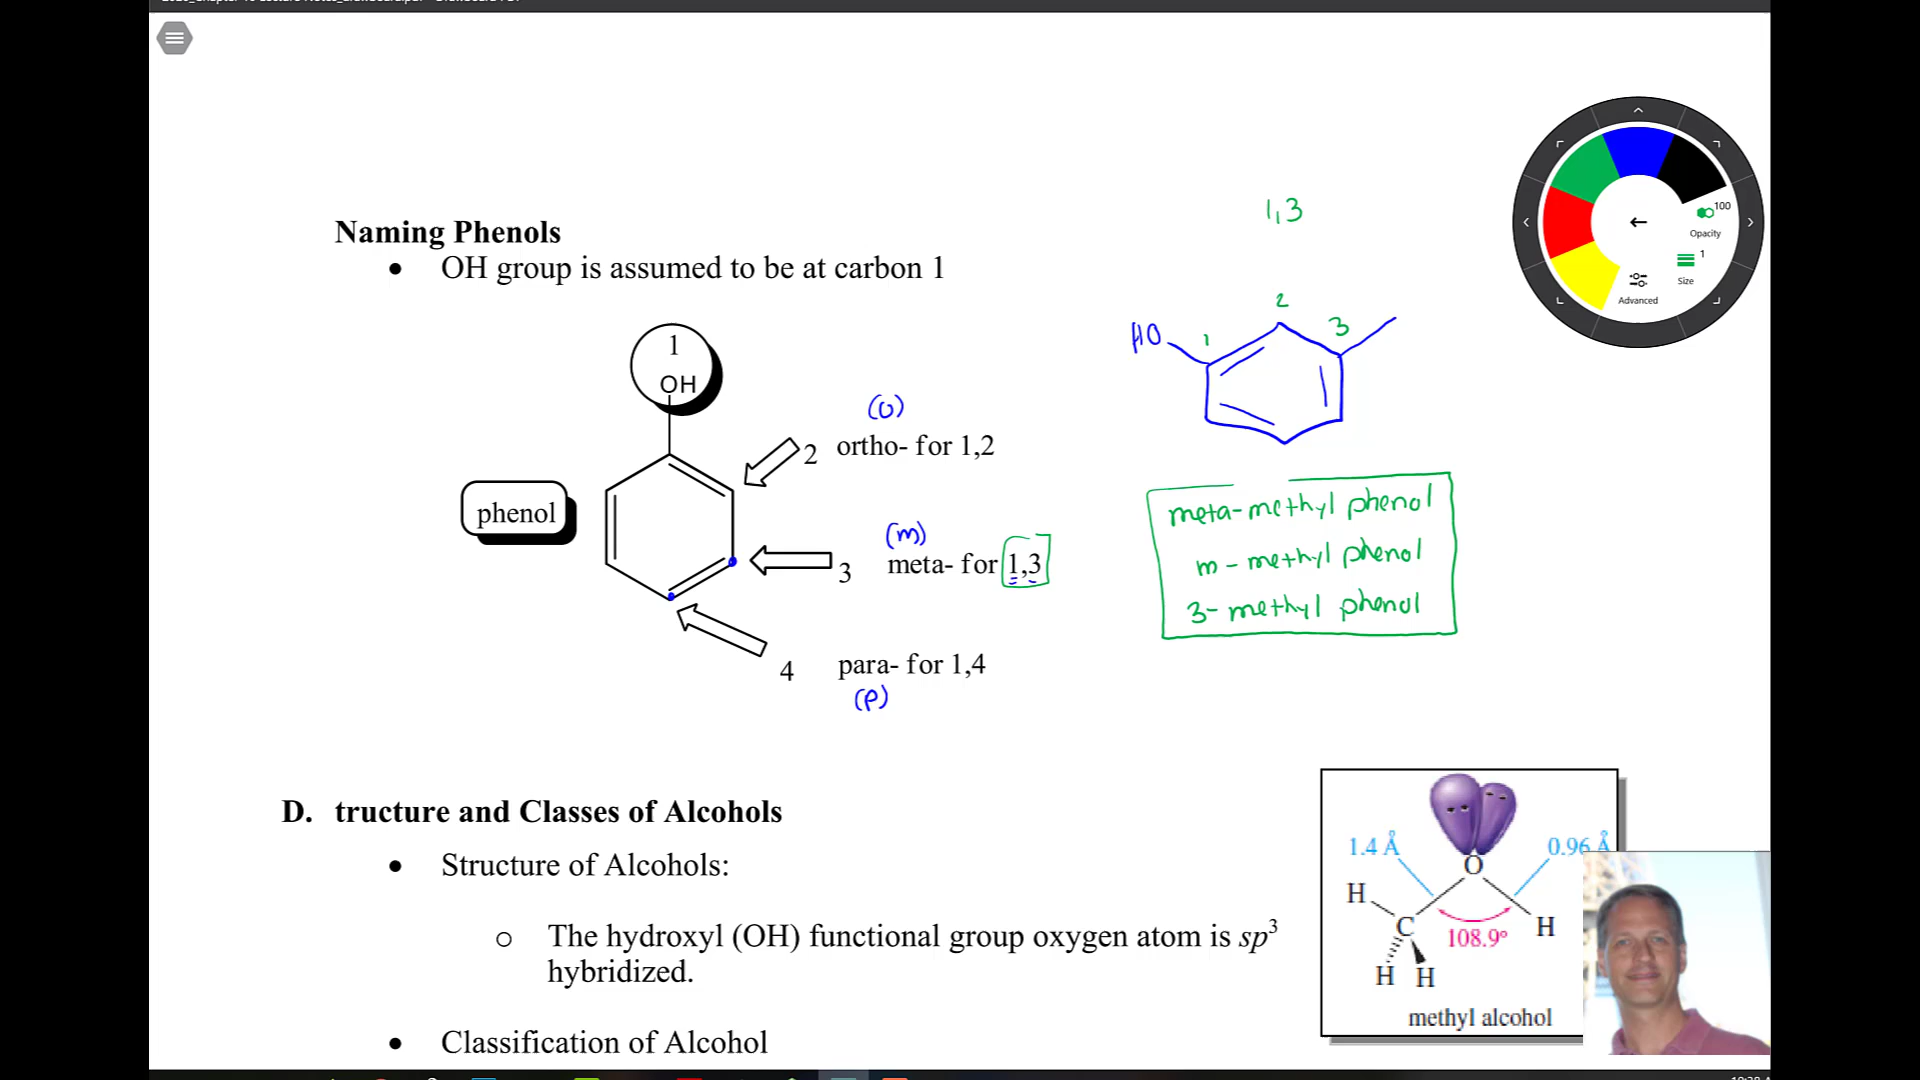 Naming Phenols
• OH group is assumed to be at carbon 1
1
OH
phenol
(o)
2 ortho- for 1,2
(m)
3 meta- for 1,3
4 para- for 1,4
(p)
1,3
HO 1 2 3
meta-methyl phenol
m-methyl phenol
3-methyl phenol
100
Opacity
1
Size
Advanced
D. tructure and Classes of Alcohols
• Structure of Alcohols:
o The hydroxyl (OH) functional group oxygen atom is sp³
hybridized.
• Classification of Alcohol
1.4 Å 0.96 Å
O
H
C 108.9° H
H H
methyl alcohol